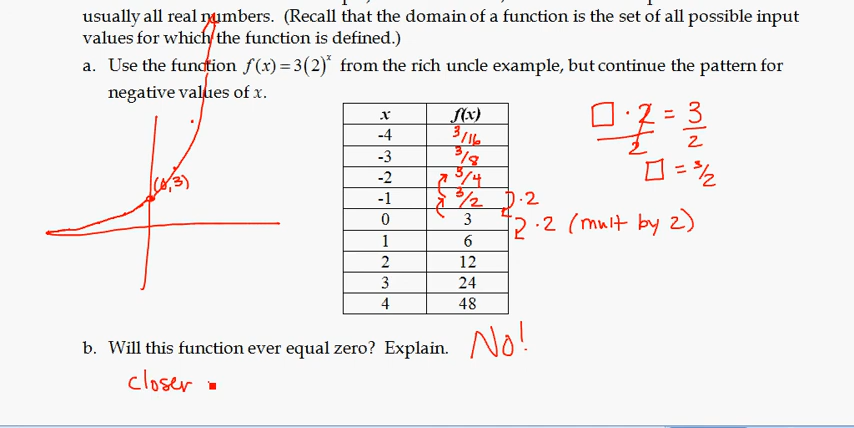 usually all real numbers. (Recall that the domain of a function is the set of all possible input
values for which the function is defined.)
a. Use the function f(x) = 3(2)^x from the rich uncle example, but continue the pattern for
negative values of x.
x f(x)
-4 3/16
-3 3/8
-2 3/4
-1 3/2
0 3
1 6
2 12
3 24
4 48
(0,3)
·2
·2 (mult by 2)
□ · 2 = 3
2 2
□ = 3/2
b. Will this function ever equal zero? Explain. No!
closer